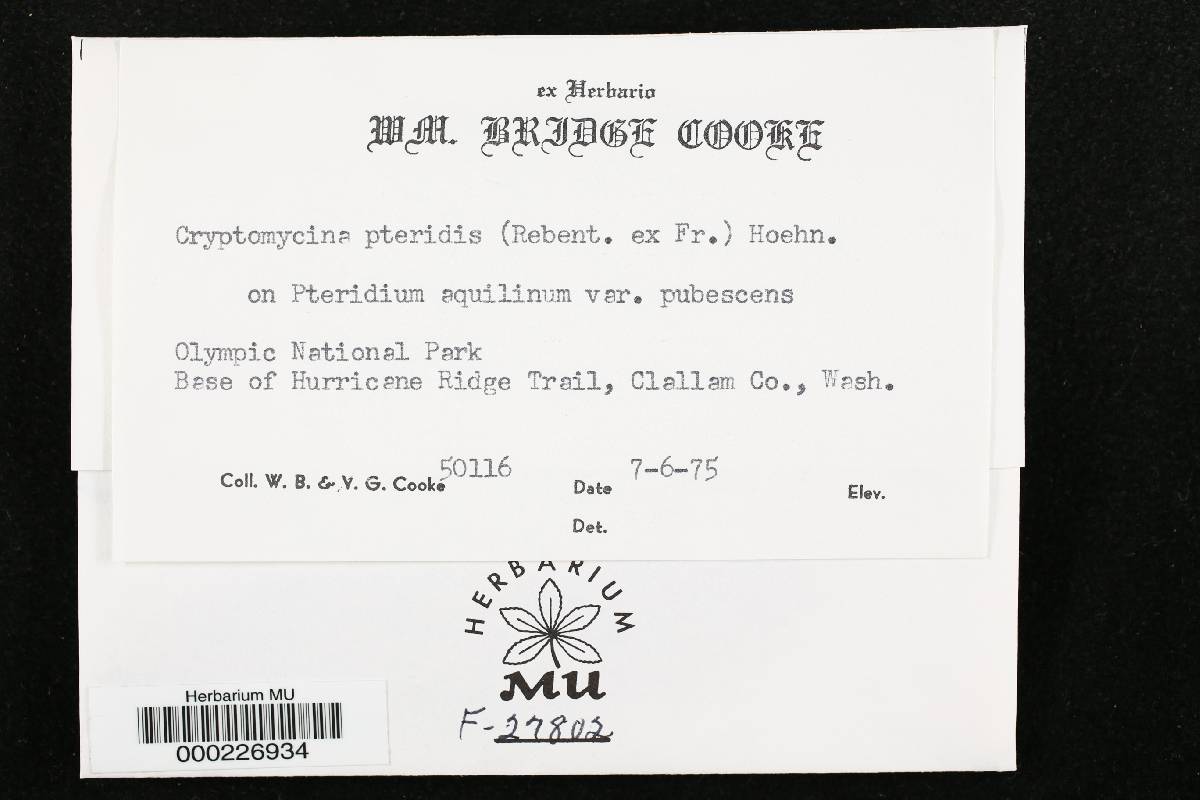 ex Herbario
WM. BRIDGE COOKE
Cryptomycina pteridis (Rebent. ex Fr.) Hoehn.
on Pteridium aquilinum var. pubescens
Olympic National Park
Base of Hurricane Ridge Trail, Clallam Co., Wash.
Coll. W. B. & V. G. Cooke 50116 Date 7-6-75 Elev.
Det.
HERBARIUM
MU
F-27802
Herbarium MU
000226934